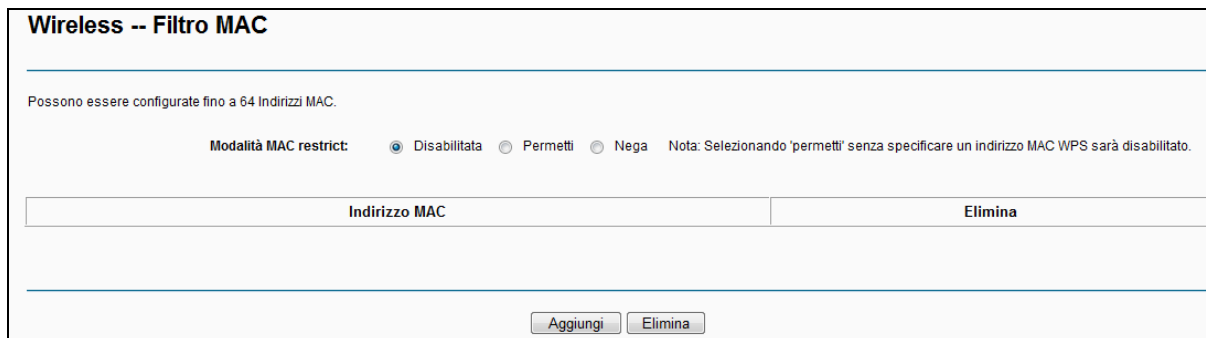 Wireless -- Filtro MAC
Possono essere configurate fino a 64 Indirizzi MAC.
Modalità MAC restrict: Disabilitata Permetti Nega Nota: Selezionando 'permetti' senza specificare un indirizzo MAC WPS sarà disabilitato.
Indirizzo MAC Elimina
Aggiungi Elimina